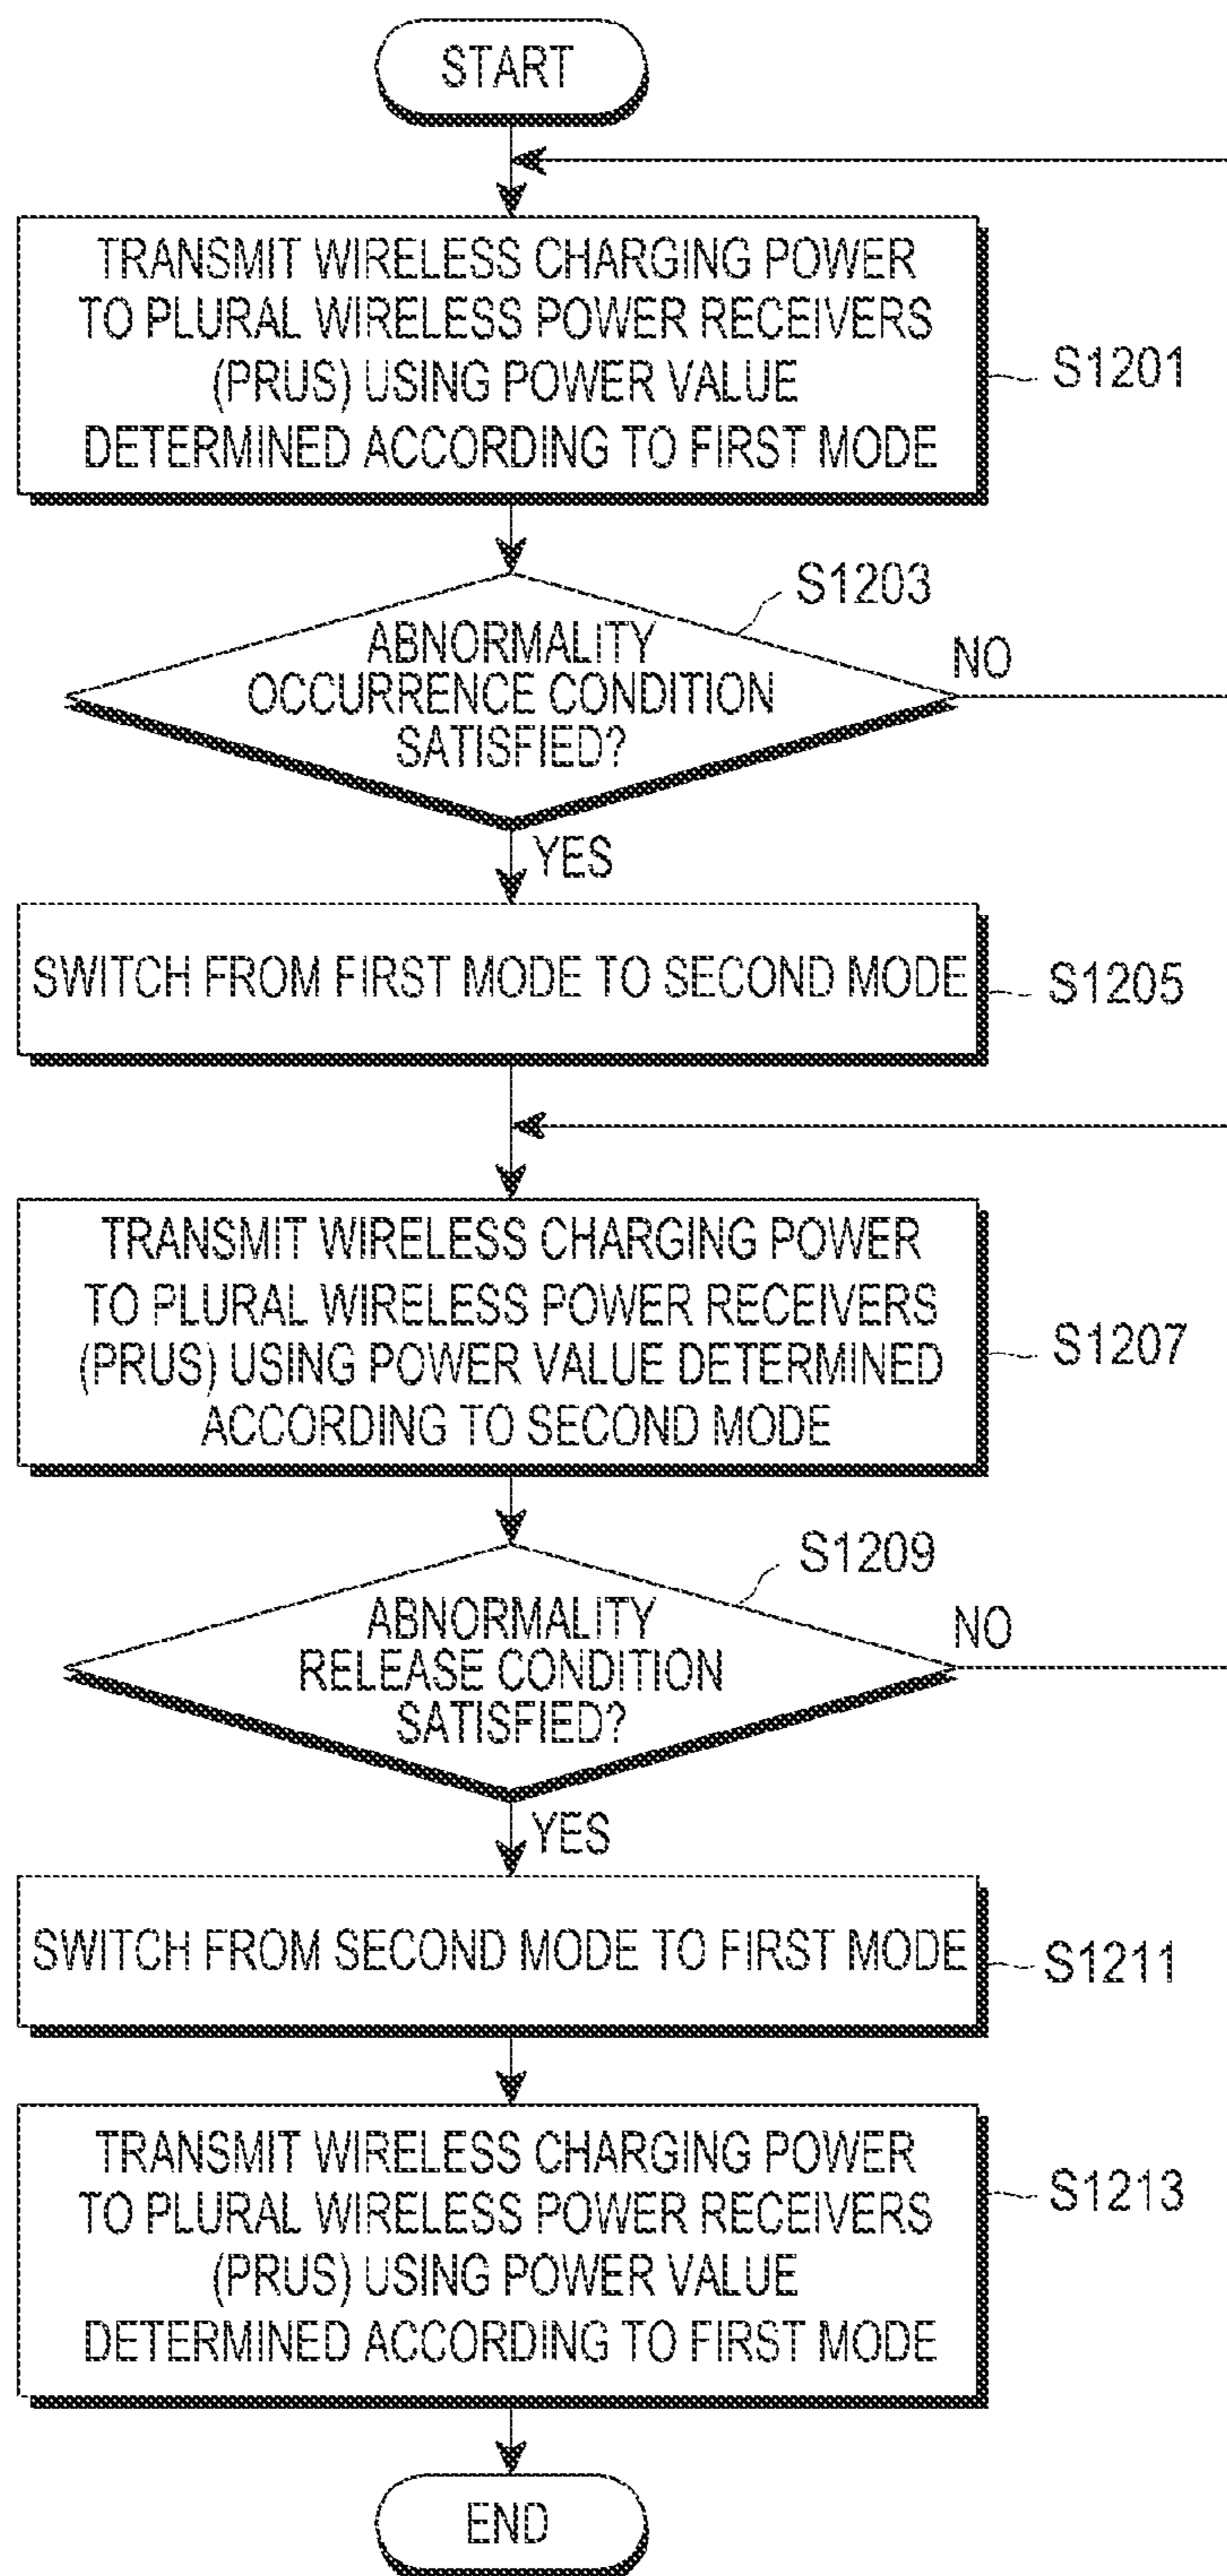 START
TRANSMIT WIRELESS CHARGING POWER
TO PLURAL WIRELESS POWER RECEIVERS
(PRUS) USING POWER VALUE
DETERMINED ACCORDING TO FIRST MODE
S1201
S1203
ABNORMALITY
OCCURRENCE CONDITION
SATISFIED?
NO
YES
SWITCH FROM FIRST MODE TO SECOND MODE
S1205
TRANSMIT WIRELESS CHARGING POWER
TO PLURAL WIRELESS POWER RECEIVERS
(PRUS) USING POWER VALUE DETERMINED
ACCORDING TO SECOND MODE
S1207
S1209
ABNORMALITY
RELEASE CONDITION
SATISFIED?
NO
YES
SWITCH FROM SECOND MODE TO FIRST MODE
S1211
TRANSMIT WIRELESS CHARGING POWER
TO PLURAL WIRELESS POWER RECEIVERS
(PRUS) USING POWER VALUE
DETERMINED ACCORDING TO FIRST MODE
S1213
END